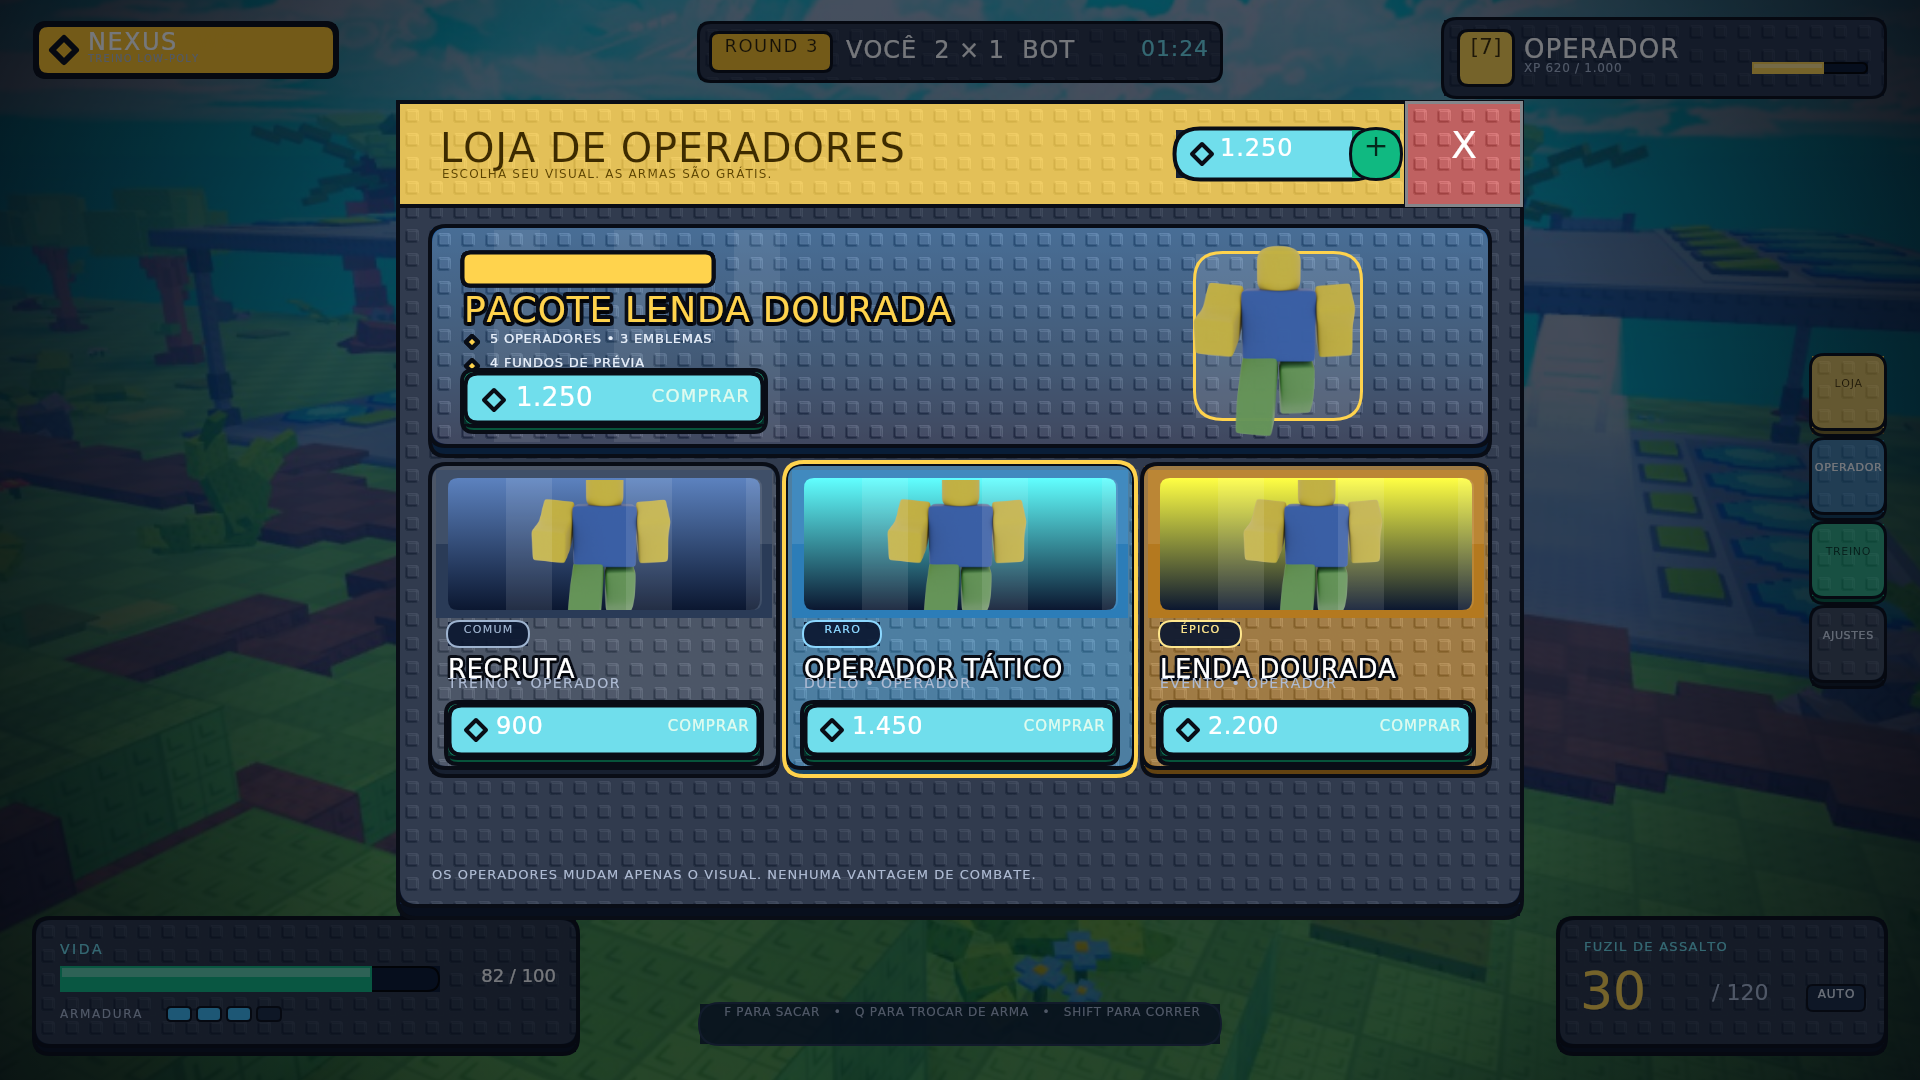 NEXUS
ROUND 3
VOCÊ 2 × 1 BOT
01:24
[7]
OPERADOR
XP 620 / 1.000
LOJA DE OPERADORES
ESCOLHA SEU VISUAL. AS ARMAS SÃO GRÁTIS.
1.250
+
X
PACOTE LENDA DOURADA
5 OPERADORES • 3 EMBLEMAS
4 FUNDOS DE PRÉVIA
1.250
COMPRAR
COMUM
RECRUTA
TREINO • OPERADOR
900
COMPRAR
RARO
OPERADOR TÁTICO
DUELO • OPERADOR
1.450
COMPRAR
ÉPICO
LENDA DOURADA
EVENTO • OPERADOR
2.200
COMPRAR
OS OPERADORES MUDAM APENAS O VISUAL. NENHUMA VANTAGEM DE COMBATE.
LOJA
OPERADOR
TREINO
AJUSTES
VIDA
82 / 100
ARMADURA
F PARA SACAR • Q PARA TROCAR DE ARMA • SHIFT PARA CORRER
FUZIL DE ASSALTO
30
/ 120
AUTO